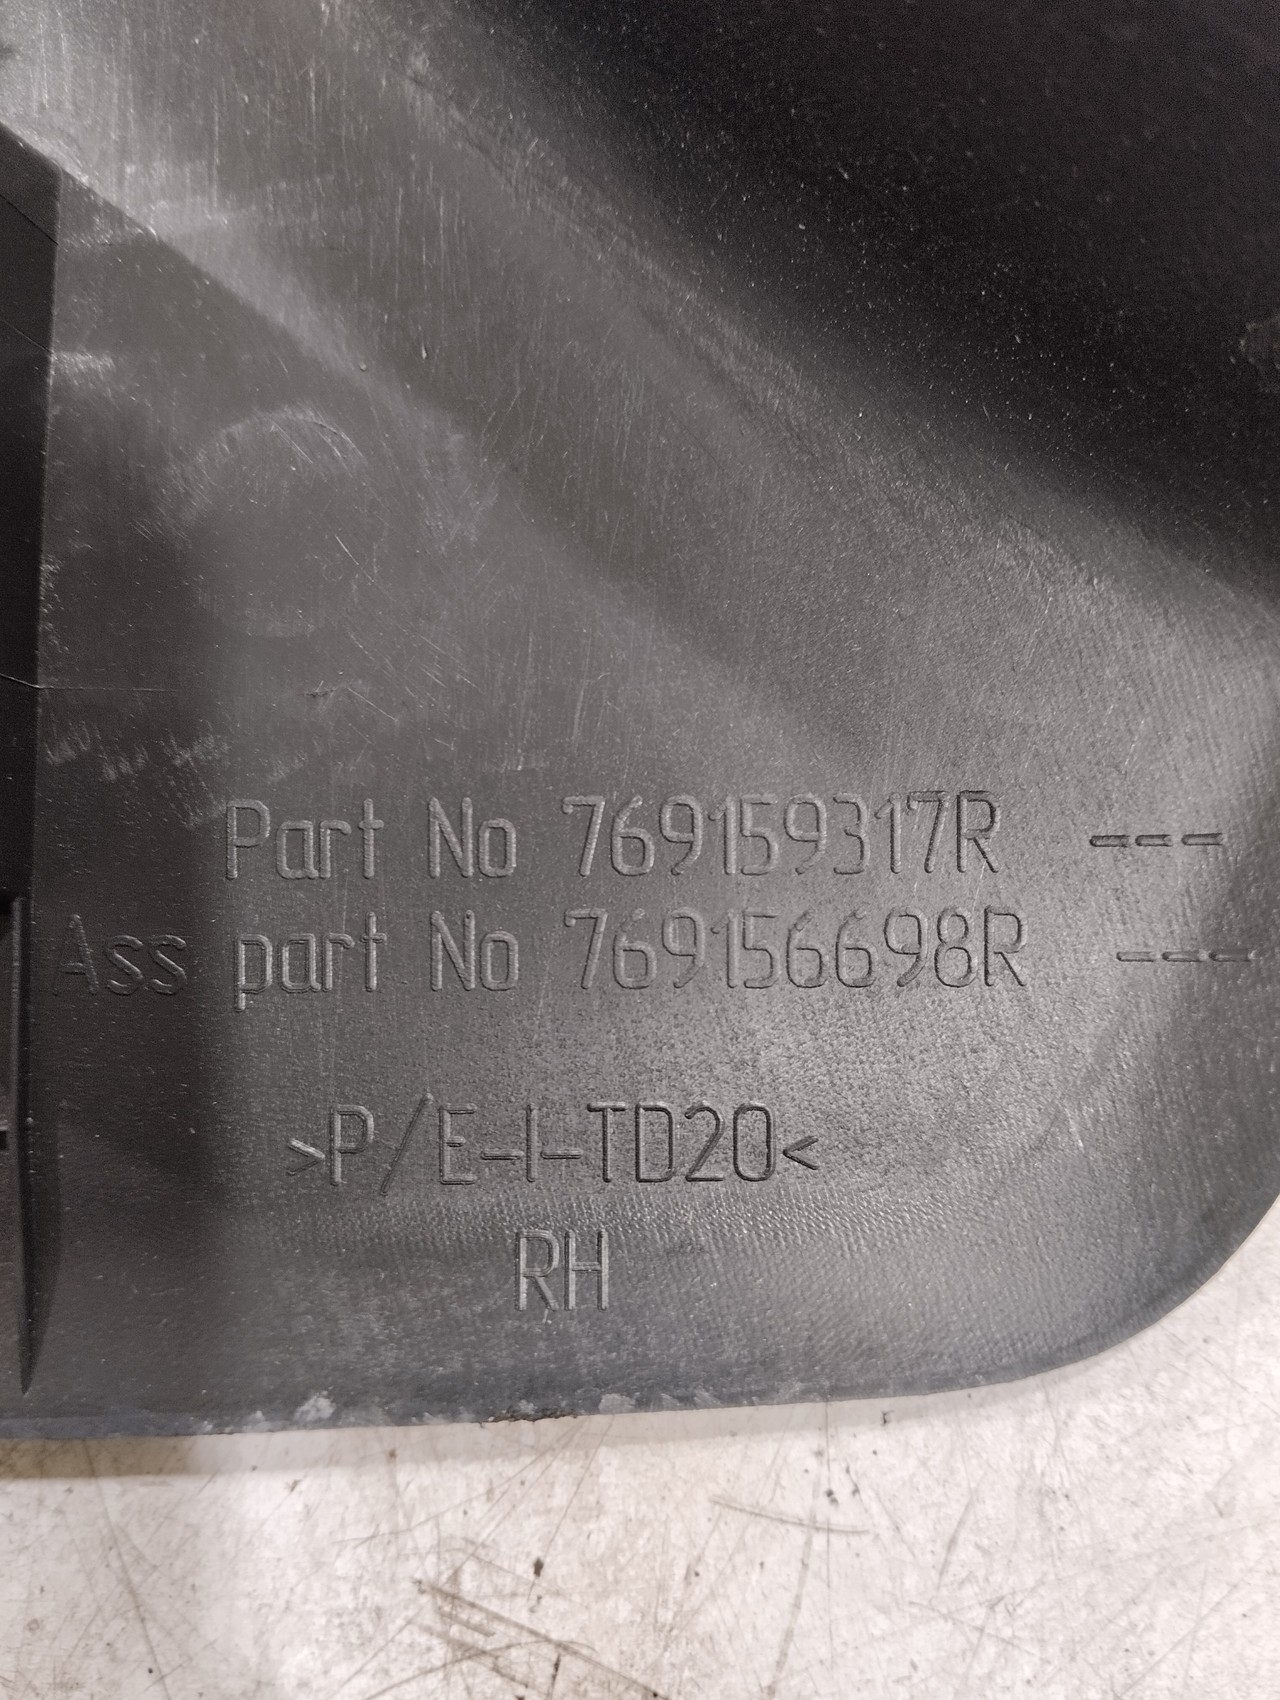 Part No 769159317R ---
Ass part No 769156698R ---
>P/E-I-TD20<
RH